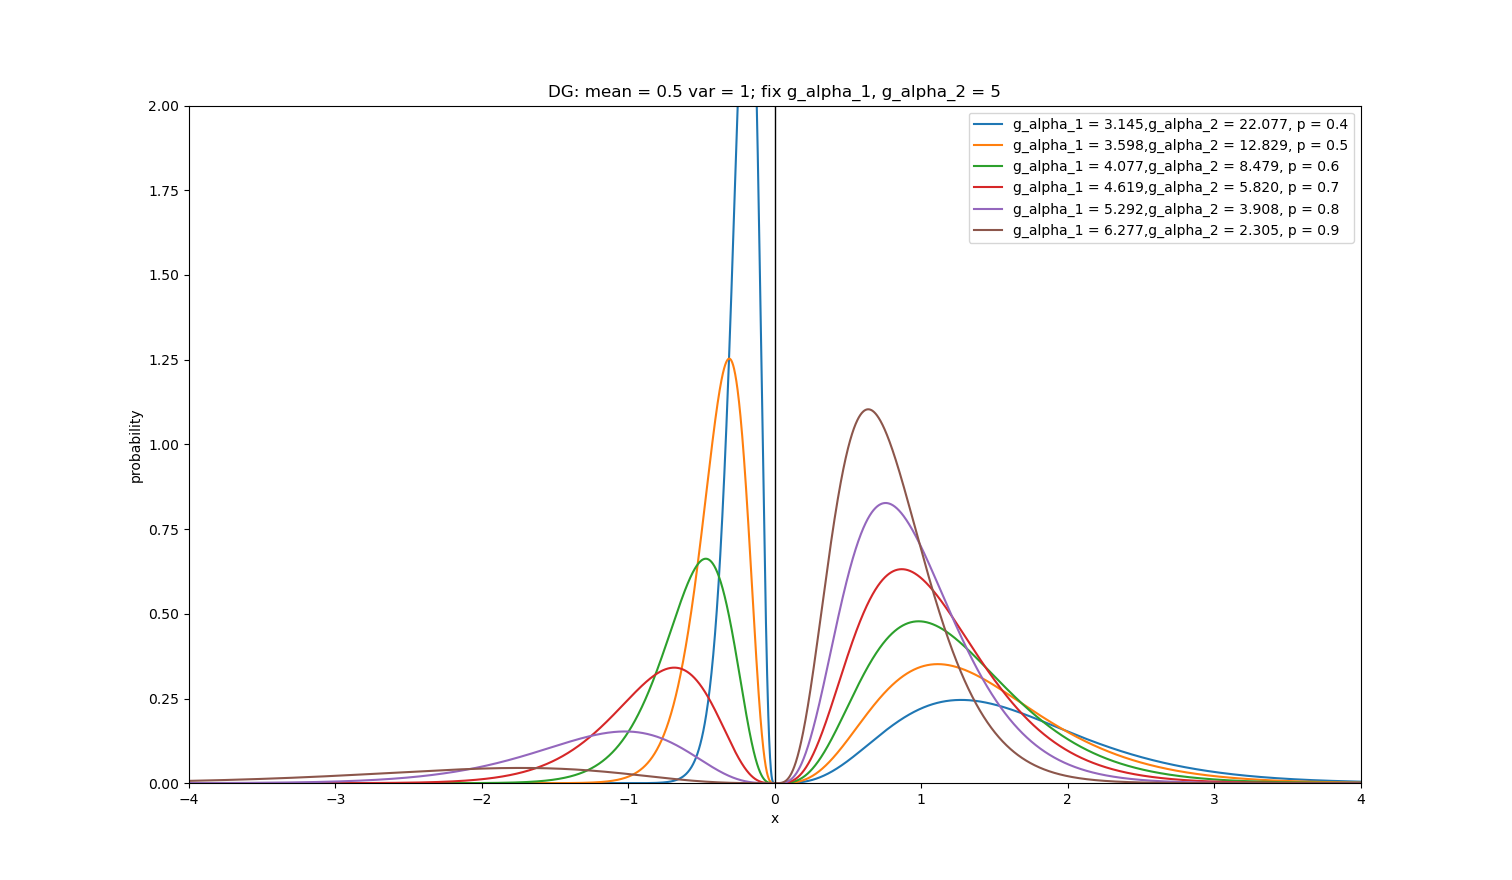 DG: mean = 0.5 var = 1; fix g_alpha_1, g_alpha_2 = 5
2.00
1.75
1.50
1.25
1.00
0.75
0.50
0.25
0.00
probability
g_alpha_1 = 3.145,g_alpha_2 = 22.077, p = 0.4
g_alpha_1 = 3.598,g_alpha_2 = 12.829, p = 0.5
g_alpha_1 = 4.077,g_alpha_2 = 8.479, p = 0.6
g_alpha_1 = 4.619,g_alpha_2 = 5.820, p = 0.7
g_alpha_1 = 5.292,g_alpha_2 = 3.908, p = 0.8
g_alpha_1 = 6.277,g_alpha_2 = 2.305, p = 0.9
−4 −3 −2 −1 0 1 2 3 4
x